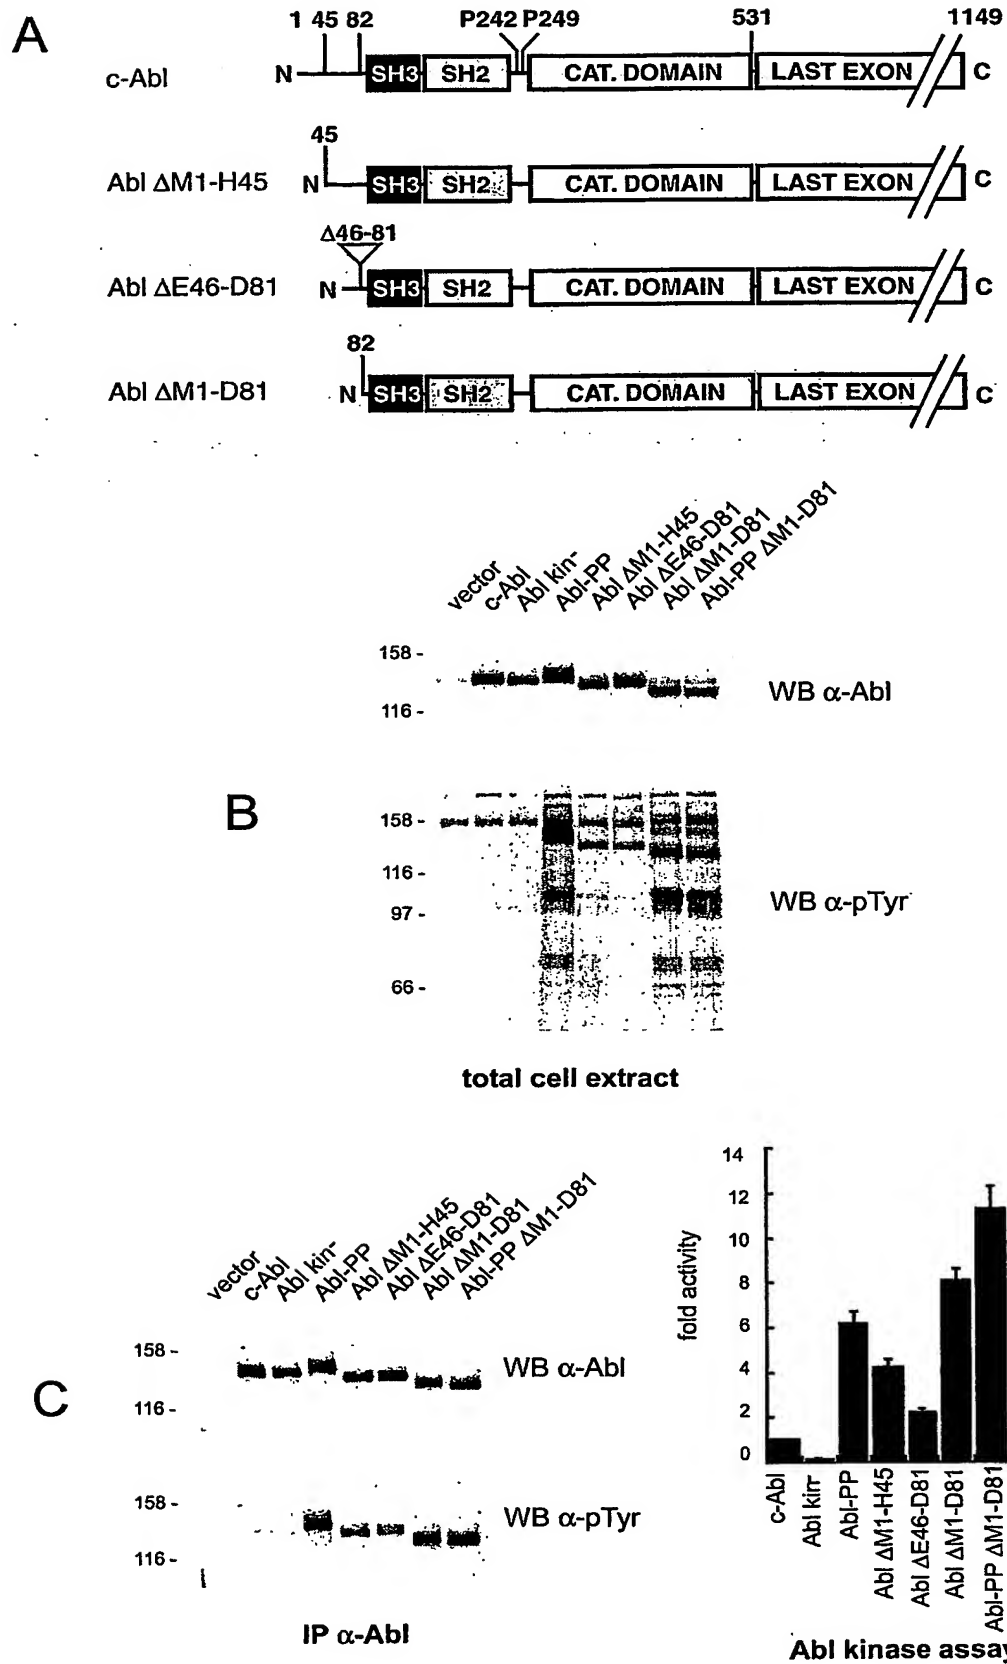 A
1 45 82 P242 P249 531 1149
c-Abl N SH3 SH2 CAT. DOMAIN LAST EXON C
45
Abl ΔM1-H45 N SH3 SH2 CAT. DOMAIN LAST EXON C
Δ46-81
Abl ΔE46-D81 N SH3 SH2 CAT. DOMAIN LAST EXON C
82
Abl ΔM1-D81 N SH3 SH2 CAT. DOMAIN LAST EXON C
B
vector
c-Abl
Abl kin-
Abl-PP
Abl ΔM1-H45
Abl ΔE46-D81
Abl ΔM1-D81
Abl-PP ΔM1-D81
158 -
116 -
WB α-Abl
158 -
116 -
97 -
66 -
WB α-pTyr
total cell extract
C
vector
c-Abl
Abl kin-
Abl-PP
Abl ΔM1-H45
Abl ΔE46-D81
Abl ΔM1-D81
Abl-PP ΔM1-D81
158 -
116 -
WB α-Abl
158 -
116 -
WB α-pTyr
IP α-Abl
fold activity
14
12
10
8
6
4
2
0
c-Abl
Abl kin-
Abl-PP
Abl ΔM1-H45
Abl ΔE46-D81
Abl ΔM1-D81
Abl-PP ΔM1-D81
Abl kinase assay